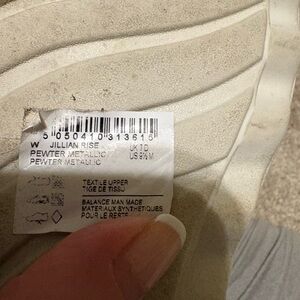 5 050410 313616
W JILLIAN RISE
PEWTER METALLIC UK 7 D
PEWTER METALLIC US 9½ M
TEXTILE UPPER
TIGE DE TISSU
BALANCE MAN MADE
MATERIAUX SYNTHETIQUES
POUR LE RESTE